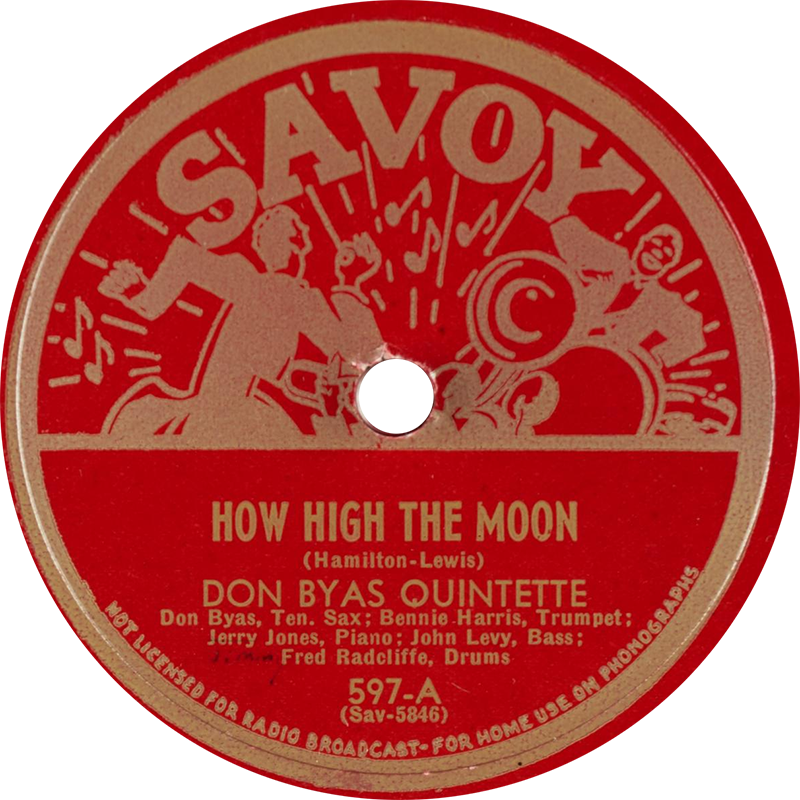 SAVOY
HOW HIGH THE MOON
(Hamilton-Lewis)
DON BYAS QUINTETTE
Don Byas, Ten. Sax; Bennie Harris, Trumpet;
Jerry Jones, Piano; John Levy, Bass;
Fred Radcliffe, Drums
597-A
(Sav-5846)
NOT LICENSED FOR RADIO BROADCAST-FOR HOME USE ON PHONOGRAPHS